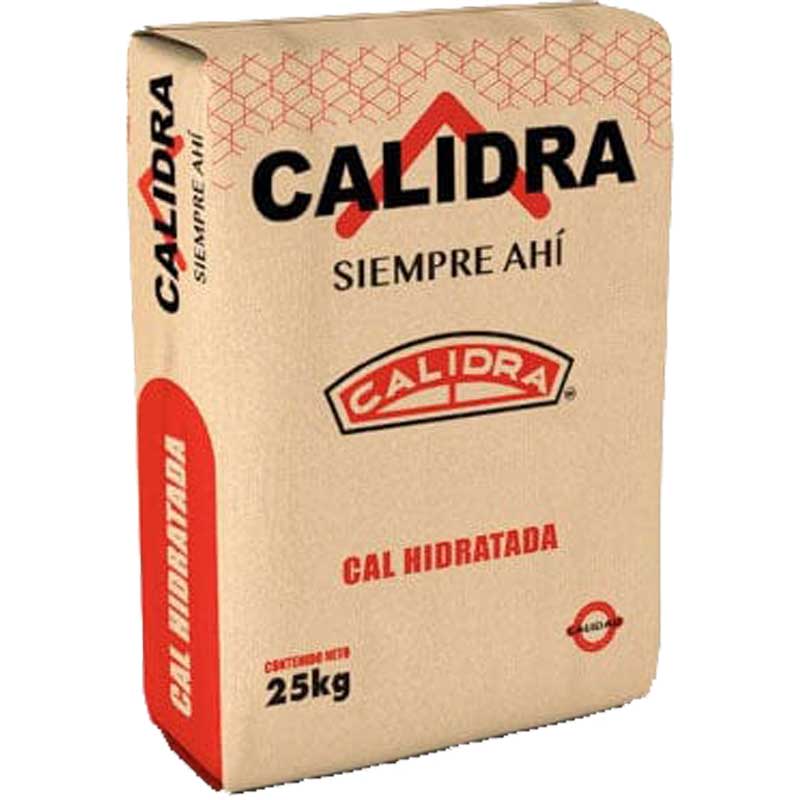 CALIDRA
SIEMPRE AHÍ
CALIDRA
SIEMPRE AHÍ
CALIDRA
®
CAL HIDRATADA
CAL HIDRATADA
CALIDAD
CONTENIDO NETO
25kg